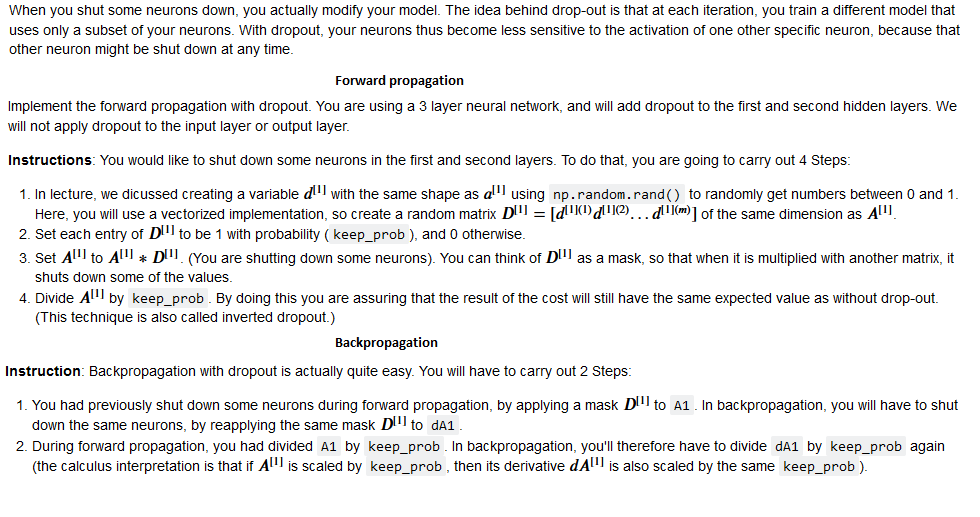 When you shut some neurons down, you actually modify your model. The idea behind drop-out is that at each iteration, you train a different model that
uses only a subset of your neurons. With dropout, your neurons thus become less sensitive to the activation of one other specific neuron, because that
other neuron might be shut down at any time.
Forward propagation
Implement the forward propagation with dropout. You are using a 3 layer neural network, and will add dropout to the first and second hidden layers. We
will not apply dropout to the input layer or output layer.
Instructions: You would like to shut down some neurons in the first and second layers. To do that, you are going to carry out 4 Steps:
1. In lecture, we dicussed creating a variable d[1] with the same shape as a[1] using np.random.rand() to randomly get numbers between 0 and 1.
Here, you will use a vectorized implementation, so create a random matrix D[1] = [d[1](1)d[1](2)...d[1](m)] of the same dimension as A[1].
2. Set each entry of D[1] to be 1 with probability (keep_prob), and 0 otherwise.
3. Set A[1] to A[1] * D[1]. (You are shutting down some neurons). You can think of D[1] as a mask, so that when it is multiplied with another matrix, it
shuts down some of the values.
4. Divide A[1] by keep_prob. By doing this you are assuring that the result of the cost will still have the same expected value as without drop-out.
(This technique is also called inverted dropout.)
Backpropagation
Instruction: Backpropagation with dropout is actually quite easy. You will have to carry out 2 Steps:
1. You had previously shut down some neurons during forward propagation, by applying a mask D[1] to A1. In backpropagation, you will have to shut
down the same neurons, by reapplying the same mask D[1] to dA1.
2. During forward propagation, you had divided A1 by keep_prob. In backpropagation, you'll therefore have to divide dA1 by keep_prob again
(the calculus interpretation is that if A[1] is scaled by keep_prob, then its derivative dA[1] is also scaled by the same keep_prob).